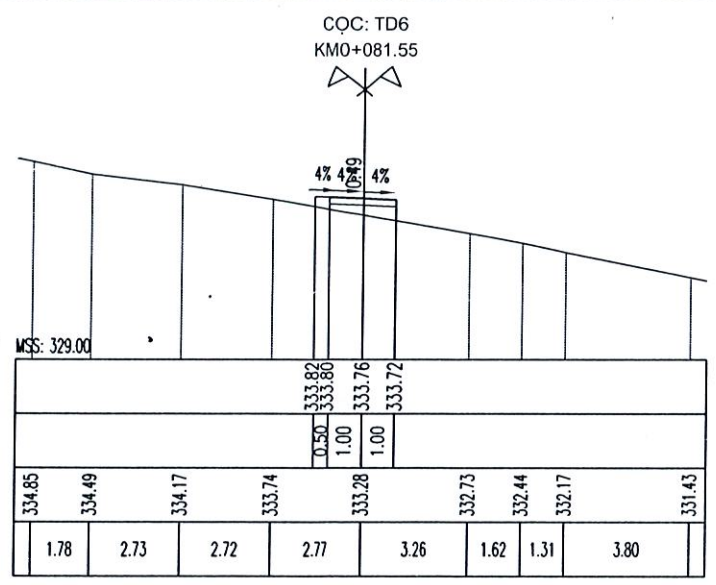 CỌC: TD6
KM0+081.55
0.49
4% 4% 4%
MSS: 329.00
333.82 333.80 333.76 333.72
0.50 1.00 1.00
334.85 334.49 334.17 333.74 333.28 332.73 332.44 332.17 331.43
1.78 2.73 2.72 2.77 3.26 1.62 1.31 3.80